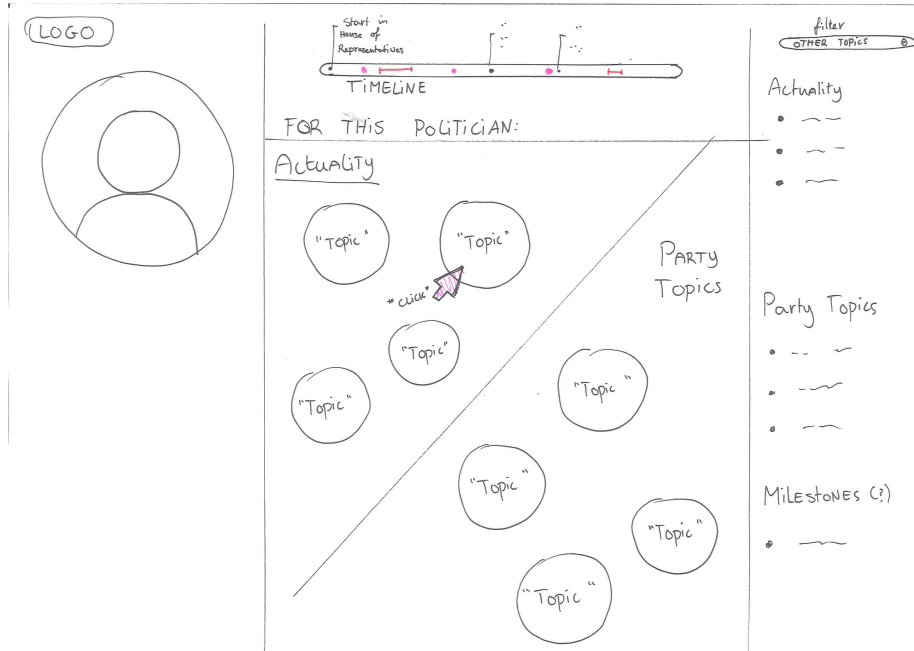 LOGO
Start in
House of
Representatives
TIMELINE
FOR THIS POLITICIAN:
ACTUALITY
"Topic"
"Topic"
* click *
"Topic"
"Topic"
PARTY
TOPICS
"Topic"
"Topic"
"Topic"
"Topic"
filter
OTHER TOPICS
Actuality
Party Topics
MILESTONES (?)